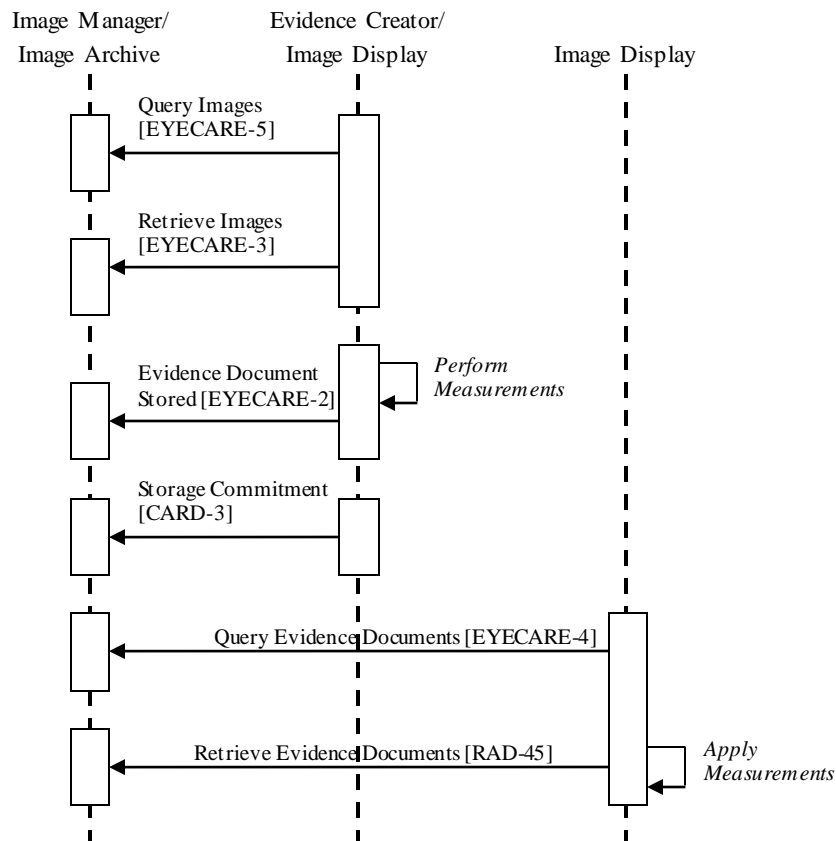 Image Manager/
Image Archive
Evidence Creator/
Image Display
Image Display
Query Images
[EYECARE-5]
Retrieve Images
[EYECARE-3]
Perform
Measurements
Evidence Document
Stored [EYECARE-2]
Storage Commitment
[CARD-3]
Query Evidence Documents [EYECARE-4]
Retrieve Evidence Documents [RAD-45]
Apply
Measurements